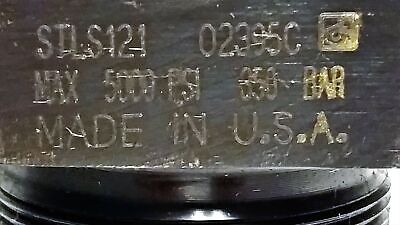 STLS121 02395C
MAX 5000 PSI 350 BAR
MADE IN U.S.A.